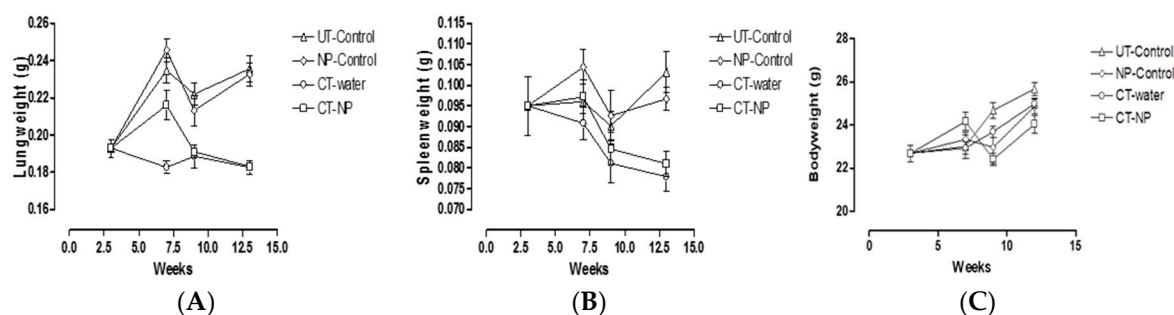 Lungweight (g)
0.26
0.24
0.22
0.20
0.18
0.16
0.0
2.5
5.0
7.5
10.0
12.5
15.0
Weeks
UT-Control
NP-Control
CT-water
CT-NP
(A)
Spleenweight (g)
0.115
0.110
0.105
0.100
0.095
0.090
0.085
0.080
0.075
0.070
0.0
2.5
5.0
7.5
10.0
12.5
15.0
Weeks
UT-Control
NP-Control
CT-water
CT-NP
(B)
Bodyweight (g)
28
26
24
22
20
0
5
10
15
Weeks
UT-Control
NP-Control
CT-water
CT-NP
(C)